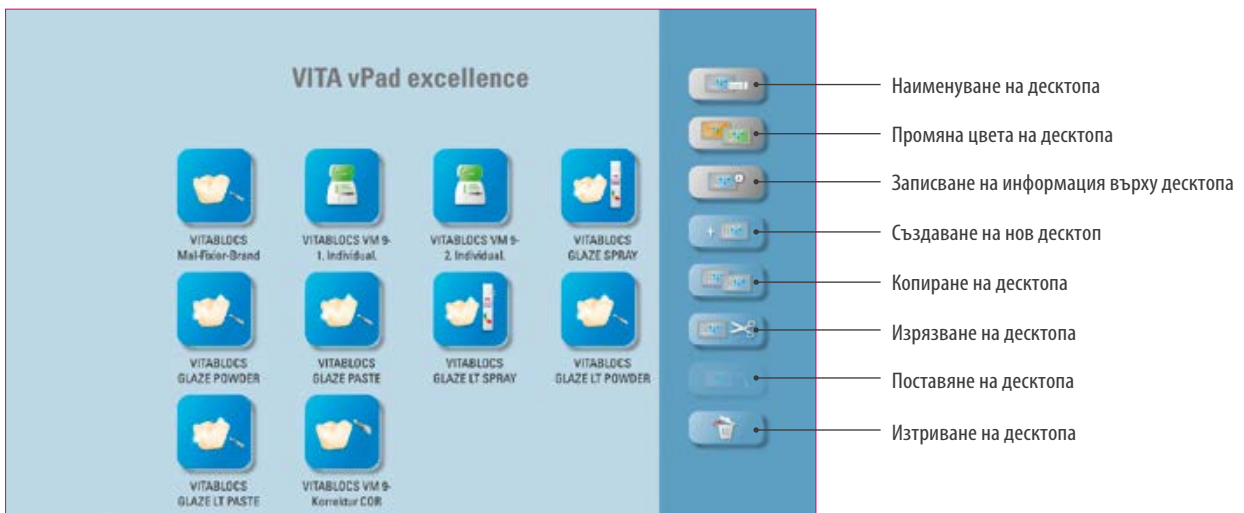 VITA vPad excellence
VITABLOCS
Mal-Fixier-Brand
VITABLOCS VM 9-
1. Individual.
VITABLOCS VM 9-
2. Individual.
VITABLOCS
GLAZE SPRAY
VITABLOCS
GLAZE POWDER
VITABLOCS
GLAZE PASTE
VITABLOCS
GLAZE LT SPRAY
VITABLOCS
GLAZE LT POWDER
VITABLOCS
GLAZE LT PASTE
VITABLOCS VM 9-
Korrektur COR
Наименуване на десктопа
Промяна цвета на десктопа
Записване на информация върху десктопа
Създаване на нов десктоп
Копиране на десктопа
Изрязване на десктопа
Поставяне на десктопа
Изтриване на десктопа